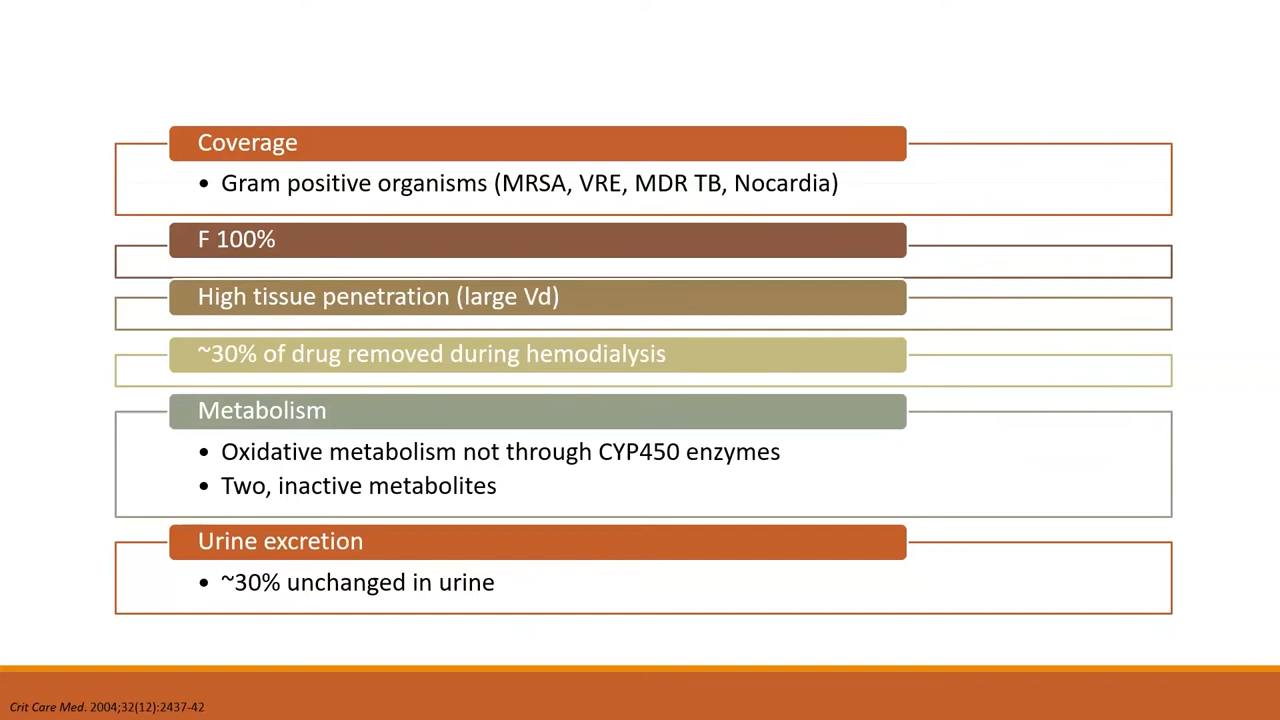 Coverage
• Gram positive organisms (MRSA, VRE, MDR TB, Nocardia)
F 100%
High tissue penetration (large Vd)
~30% of drug removed during hemodialysis
Metabolism
• Oxidative metabolism not through CYP450 enzymes
• Two, inactive metabolites
Urine excretion
• ~30% unchanged in urine
Crit Care Med. 2004;32(12):2437-42